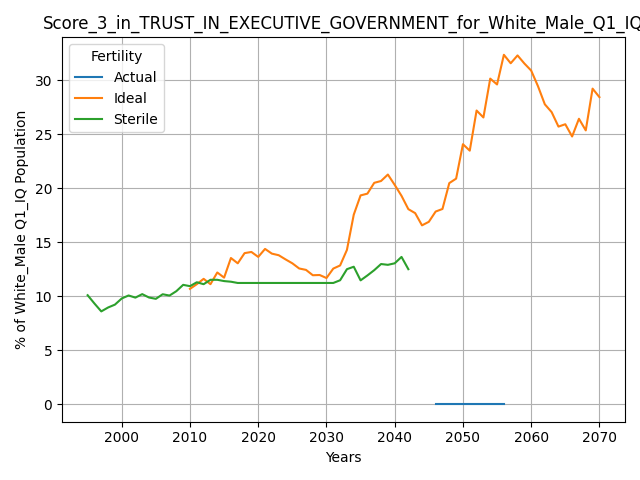 Score_3_in_TRUST_IN_EXECUTIVE_GOVERNMENT_for_White_Male_Q1_IQ
Fertility
Actual
Ideal
Sterile
30
25
20
15
10
5
0
% of White_Male Q1_IQ Population
2000 2010 2020 2030 2040 2050 2060 2070
Years